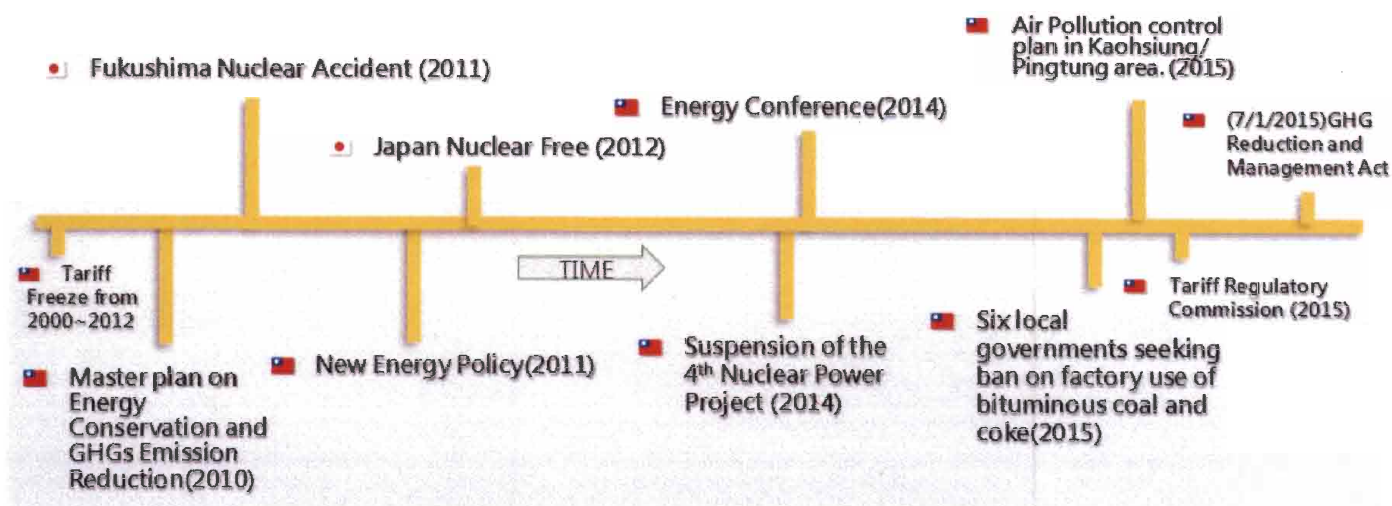 Fukushima Nuclear Accident (2011)
Japan Nuclear Free (2012)
Energy Conference(2014)
Air Pollution control
plan in Kaohsiung/
Pingtung area. (2015)
(7/1/2015)GHG
Reduction and
Management Act
TIME
Tariff
Freeze from
2000~2012
Master plan on
Energy
Conservation and
GHGs Emission
Reduction(2010)
New Energy Policy(2011)
Suspension of the
4th Nuclear Power
Project (2014)
Six local
governments seeking
ban on factory use of
bituminous coal and
coke(2015)
Tariff Regulatory
Commission (2015)